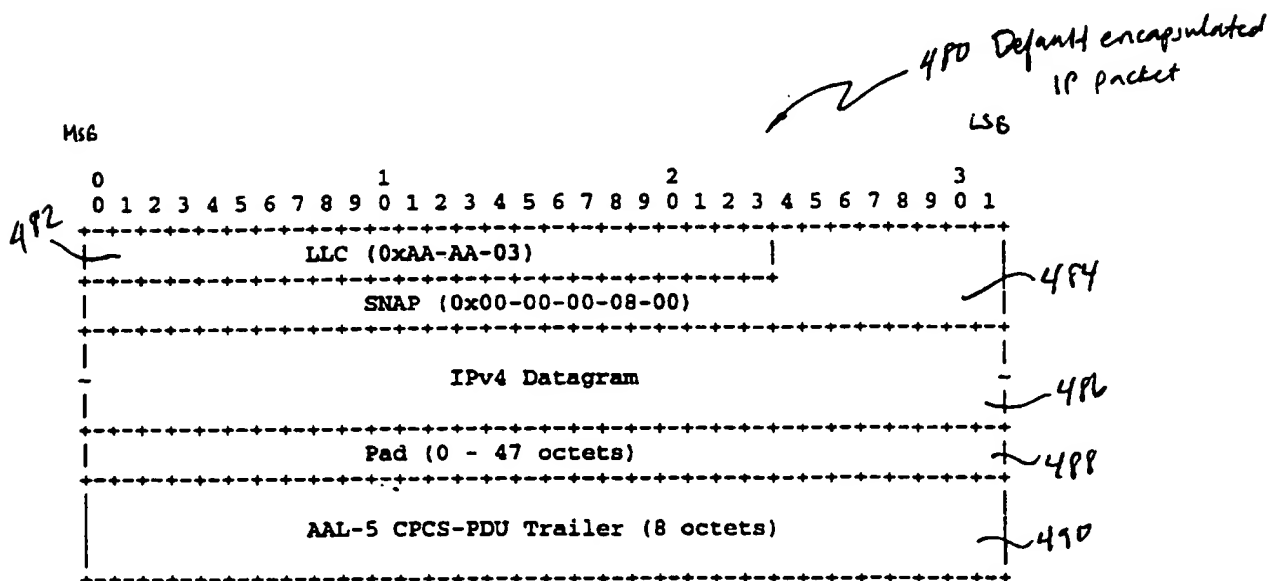 480 Default encapsulated
IP packet
MSB LSB
0 1 2 3
0 1 2 3 4 5 6 7 8 9 0 1 2 3 4 5 6 7 8 9 0 1 2 3 4 5 6 7 8 9 0 1
482
LLC (0xAA-AA-03)
484
SNAP (0x00-00-00-08-00)
IPv4 Datagram
486
Pad (0 - 47 octets)
488
AAL-5 CPCS-PDU Trailer (8 octets)
490